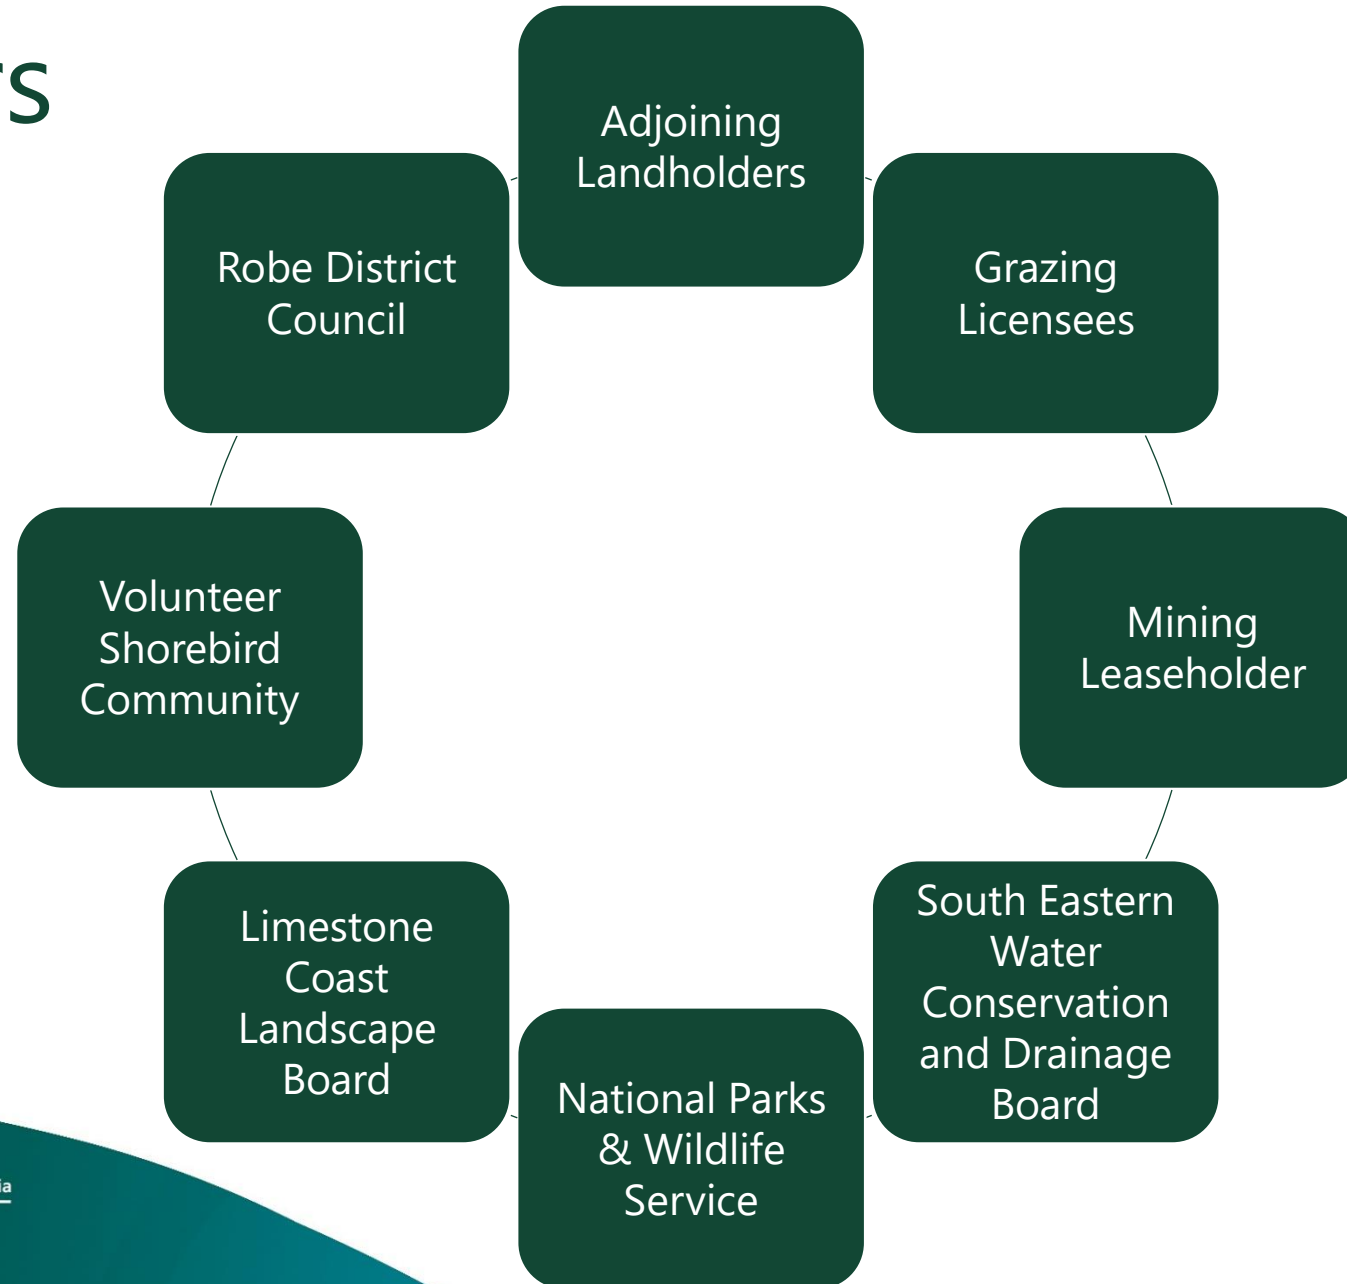 Adjoining
Landholders
Grazing
Licensees
Mining
Leaseholder
South Eastern
Water
Conservation
and Drainage
Board
National Parks
& Wildlife
Service
Limestone
Coast
Landscape
Board
Volunteer
Shorebird
Community
Robe District
Council